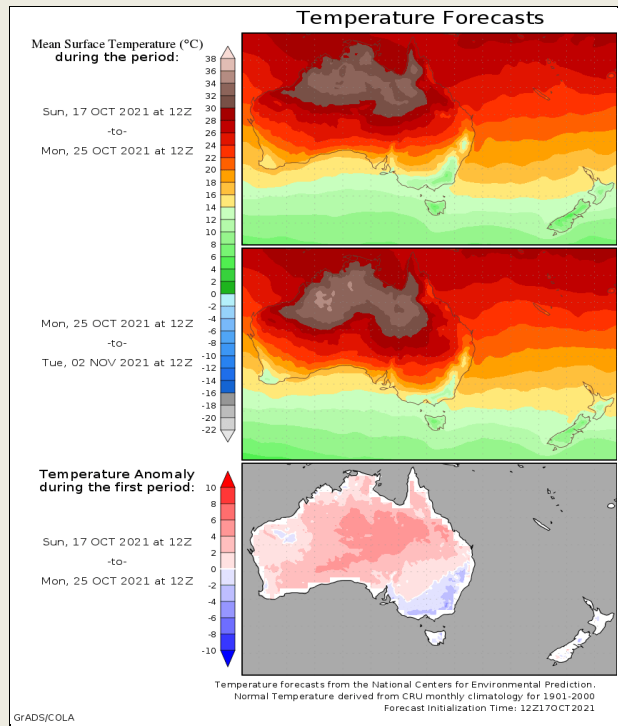 Temperature Forecasts
Mean Surface Temperature (°C)
during the period:
38
36
34
32
30
28
26
24
22
20
18
16
14
12
10
8
6
4
2
0
-2
-4
-6
-8
-10
-12
-14
-16
-18
-20
-22
Sun, 17 OCT 2021 at 12Z
-to-
Mon, 25 OCT 2021 at 12Z
Mon, 25 OCT 2021 at 12Z
-to-
Tue, 02 NOV 2021 at 12Z
Temperature Anomaly
during the first period:
10
8
6
4
2
0
-2
-4
-6
-8
-10
Sun, 17 OCT 2021 at 12Z
-to-
Mon, 25 OCT 2021 at 12Z
Temperature forecasts from the National Centers for Environmental Prediction.
Normal Temperature derived from CRU monthly climatology for 1901-2000
Forecast Initialization Time: 12Z17OCT2021
GrADS/COLA